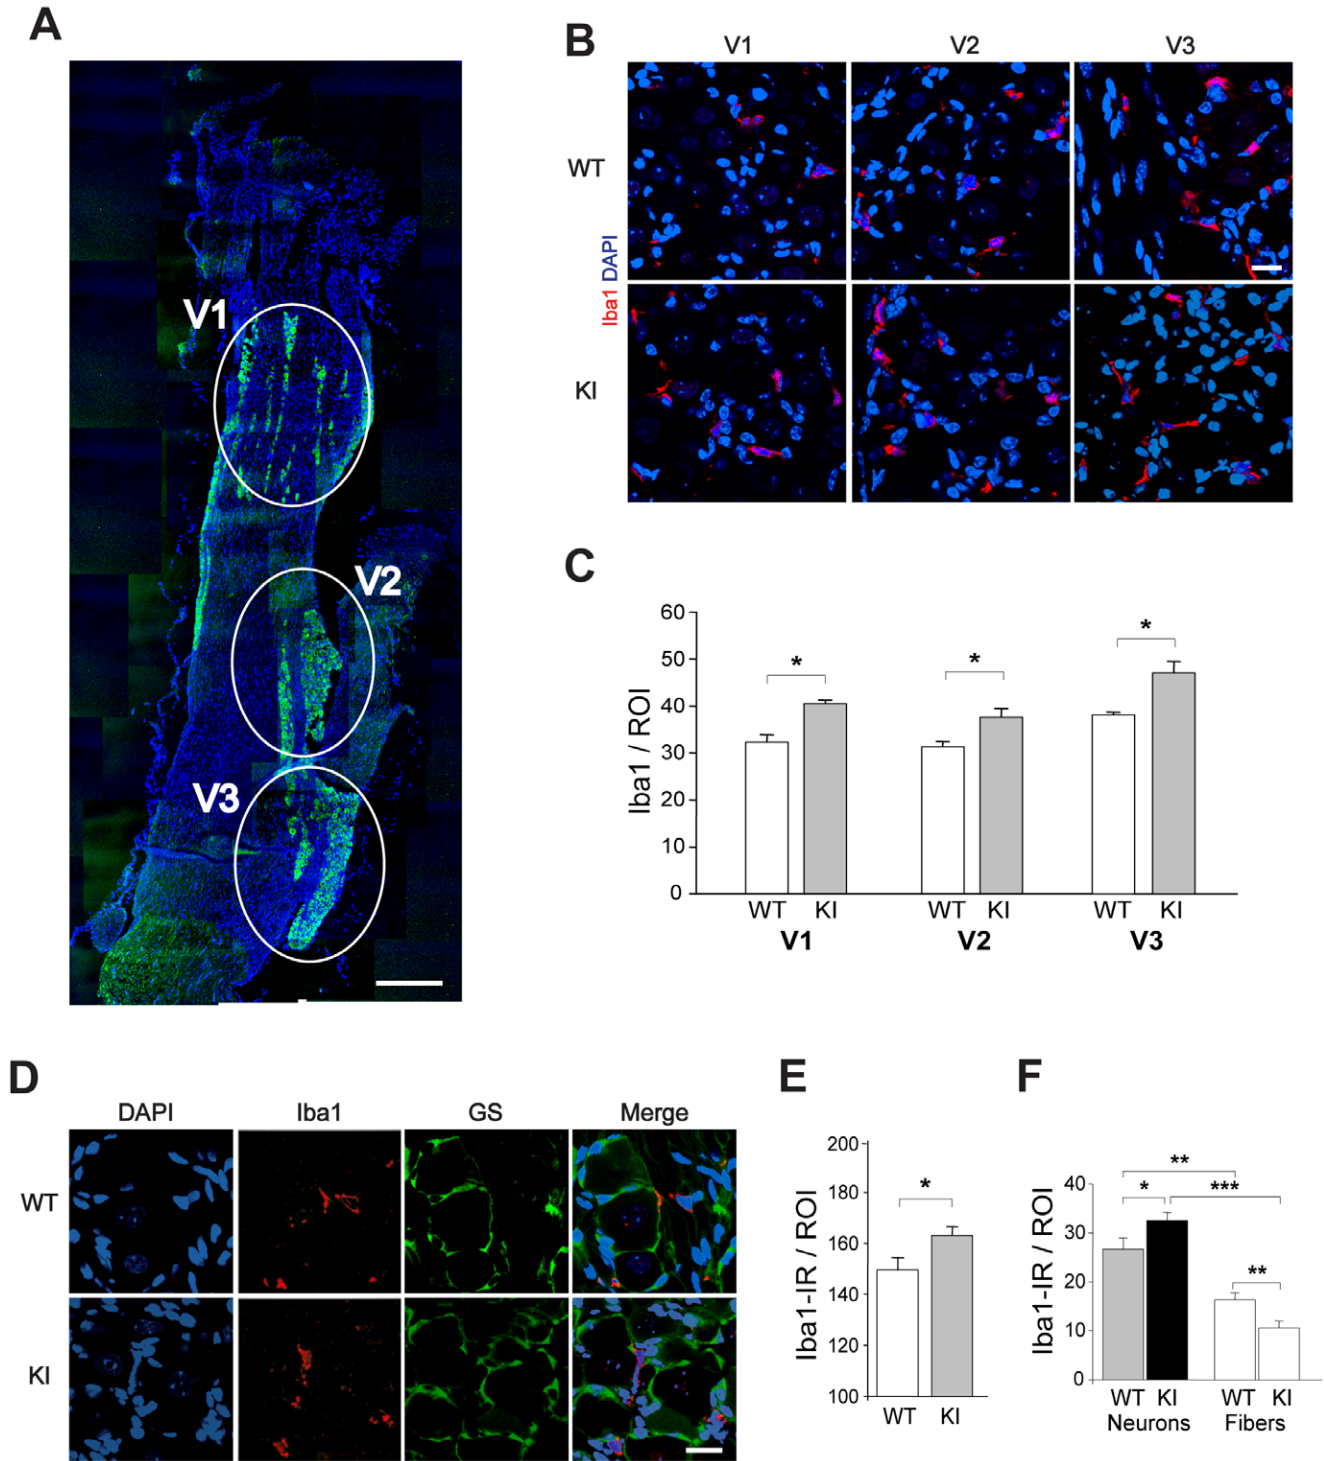 A
V1
V2
V3
B
V1 V2 V3
WT
KI
Iba1 DAPI
C
Iba1 / ROI
60
50
40
30
20
10
0
* * *
WT KI WT KI WT KI
V1 V2 V3
D
DAPI Iba1 GS Merge
WT
KI
E
Iba1-IR / ROI
200
180
160
140
120
100
*
WT KI
F
Iba1-IR / ROI
40
30
20
10
0
**
* ***
**
WT KI WT KI
Neurons Fibers